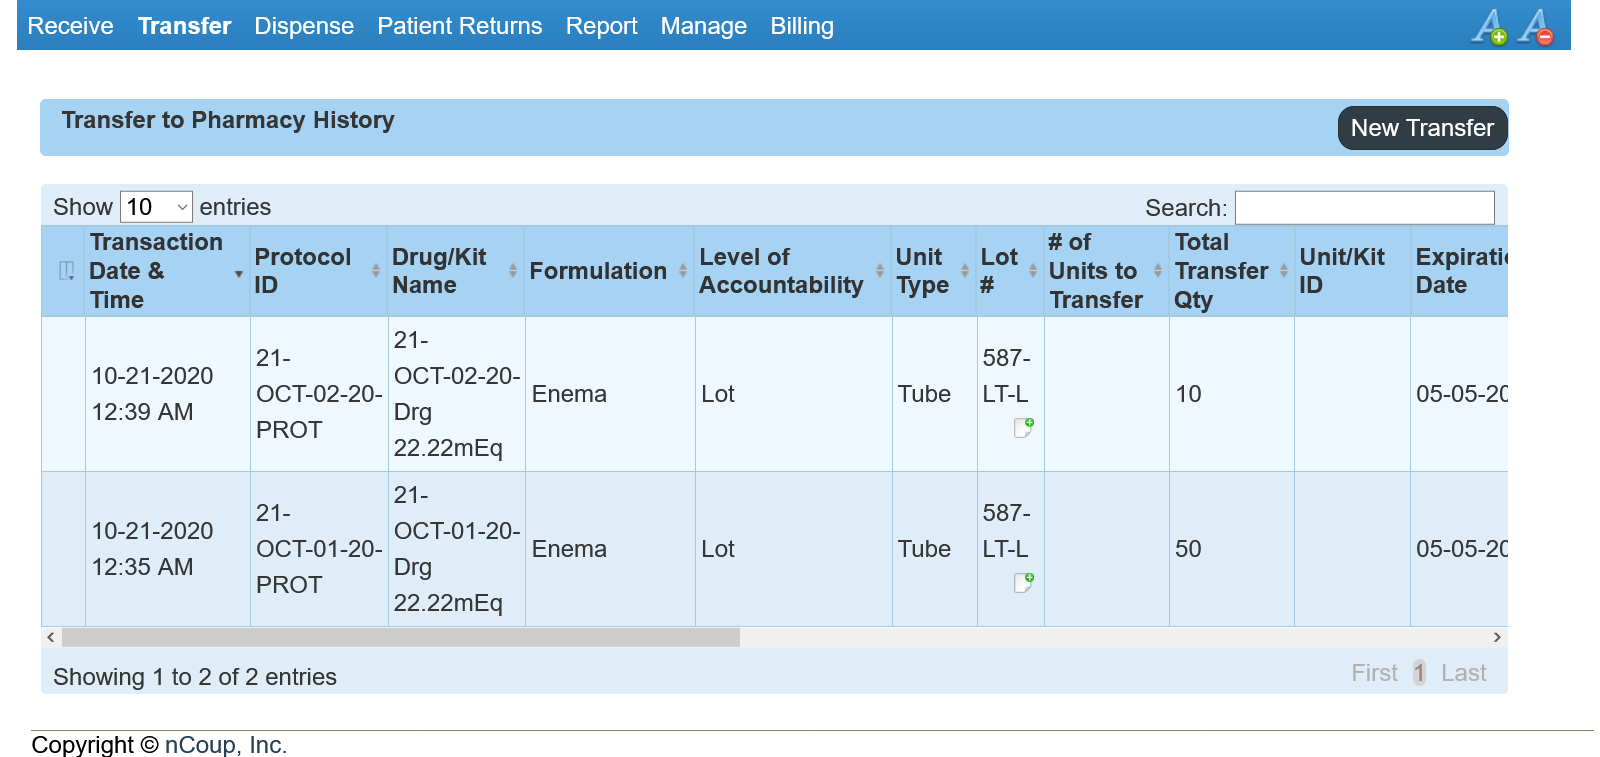 Receive Transfer Dispense Patient Returns Report Manage Billing
Transfer to Pharmacy History
New Transfer
Show 10 entries
Search:
Transaction Date & Time
Protocol ID
Drug/Kit Name
Formulation
Level of Accountability
Unit Type
Lot #
# of Units to Transfer
Total Transfer Qty
Unit/Kit ID
Expiratio
Date
10-21-2020
12:39 AM
21-
OCT-02-20-
PROT
21-
OCT-02-20-
Drg
22.22mEq
Enema
Lot
Tube
587-
LT-L
10
05-05-20
10-21-2020
12:35 AM
21-
OCT-01-20-
PROT
21-
OCT-01-20-
Drg
22.22mEq
Enema
Lot
Tube
587-
LT-L
50
05-05-20
Showing 1 to 2 of 2 entries
First 1 Last
Copyright © nCoup, Inc.